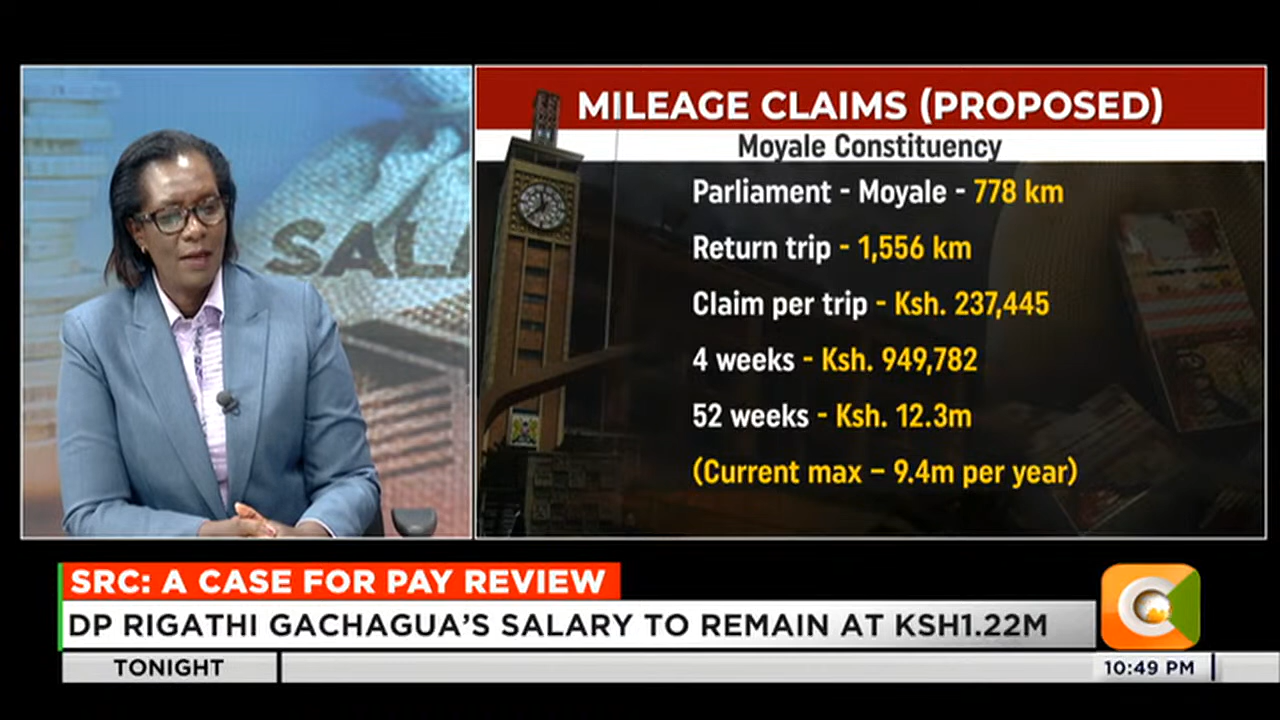 SALA
MILEAGE CLAIMS (PROPOSED)
Moyale Constituency
Parliament - Moyale - 778 km
Return trip - 1,556 km
Claim per trip - Ksh. 237,445
4 weeks - Ksh. 949,782
52 weeks - Ksh. 12.3m
(Current max – 9.4m per year)
SRC: A CASE FOR PAY REVIEW
DP RIGATHI GACHAGUA'S SALARY TO REMAIN AT KSH1.22M
TONIGHT
10:49 PM